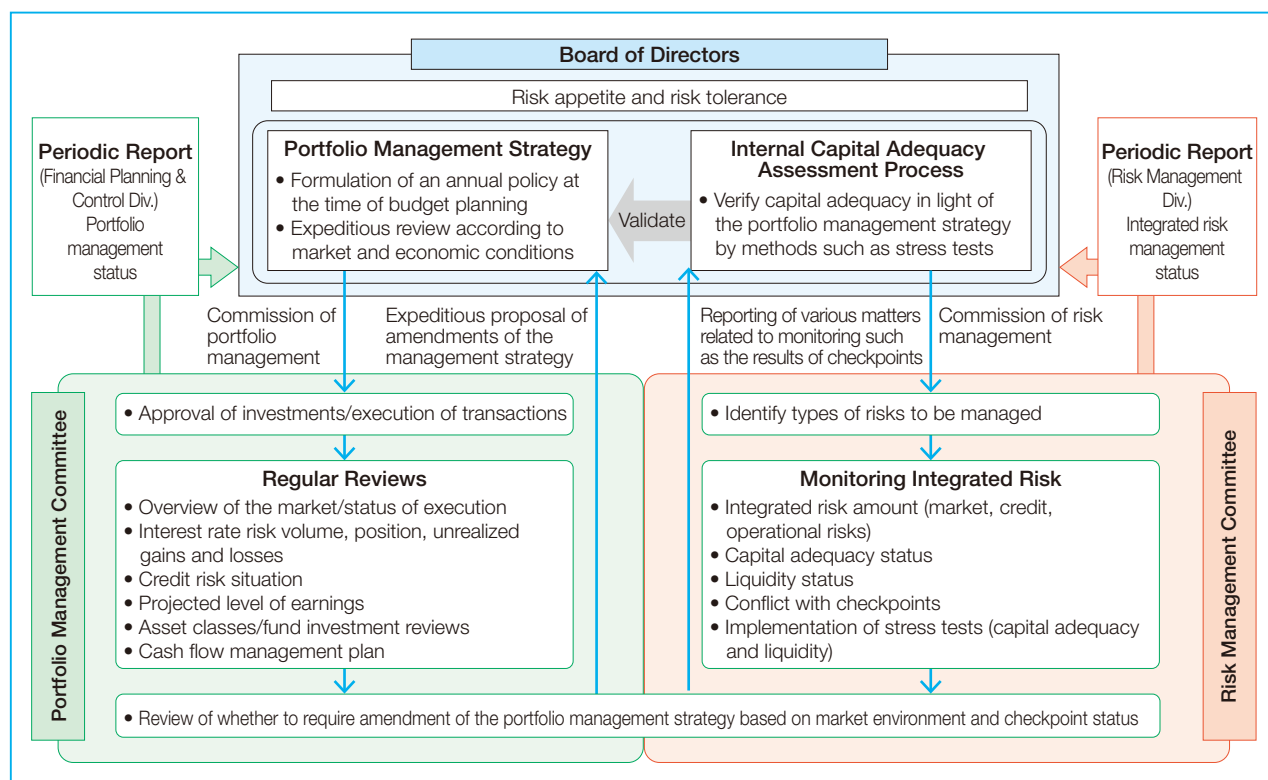 Board of Directors
Risk appetite and risk tolerance
Periodic Report
(Financial Planning &
Control Div.)
Portfolio
management
status
Portfolio Management Strategy
• Formulation of an annual policy at
the time of budget planning
• Expeditious review according to
market and economic conditions
Validate
Internal Capital Adequacy
Assessment Process
• Verify capital adequacy in light of
the portfolio management strategy
by methods such as stress tests
Periodic Report
(Risk Management
Div.)
Integrated risk
management
status
Commission of
portfolio
management
Expeditious proposal of
amendments of the
management strategy
Reporting of various matters
related to monitoring such
as the results of checkpoints
Commission of risk
management
Portfolio Management Committee
• Approval of investments/execution of transactions
Regular Reviews
• Overview of the market/status of execution
• Interest rate risk volume, position, unrealized
gains and losses
• Credit risk situation
• Projected level of earnings
• Asset classes/fund investment reviews
• Cash flow management plan
• Identify types of risks to be managed
Monitoring Integrated Risk
• Integrated risk amount (market, credit,
operational risks)
• Capital adequacy status
• Liquidity status
• Conflict with checkpoints
• Implementation of stress tests (capital adequacy
and liquidity)
Risk Management Committee
• Review of whether to require amendment of the portfolio management strategy based on market environment and checkpoint status